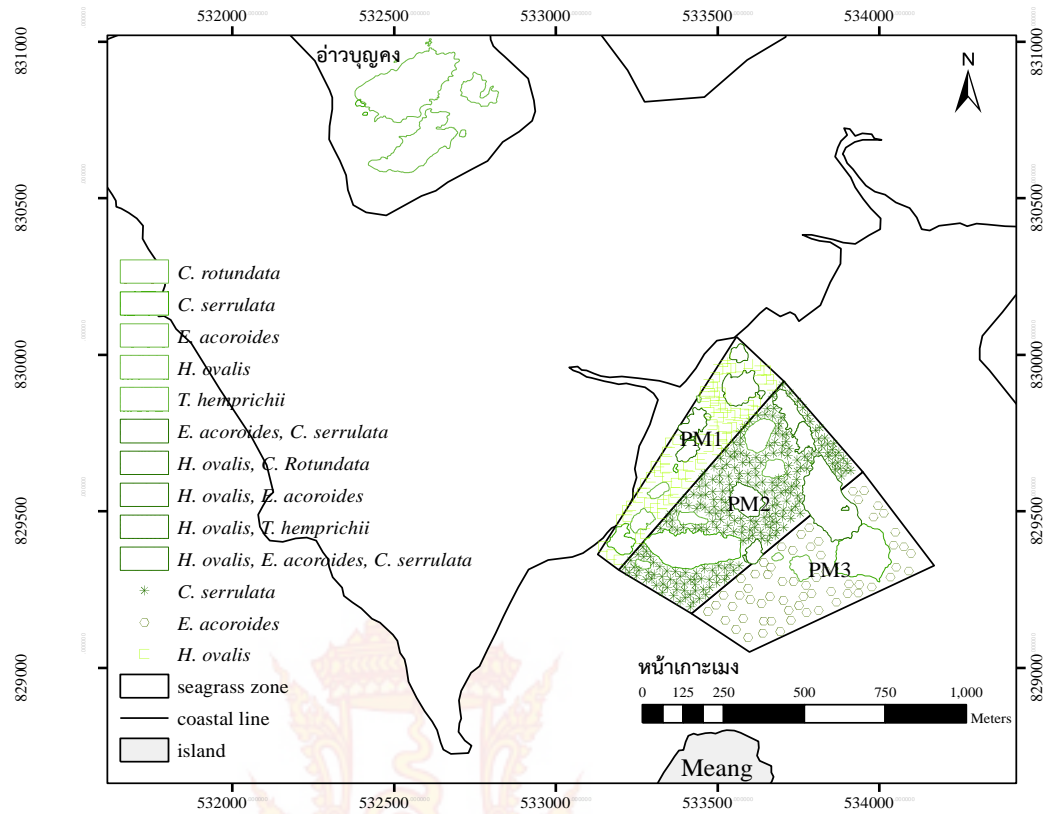 532000 532500 533000 533500 534000
831000 831000
อ่าวบุญคง
N
830500 830500
C. rotundata
C. serrulata
E. acoroides
830000 830000
H. ovalis
T. hemprichii
E. acoroides, C. serrulata
PM1
H. ovalis, C. Rotundata
H. ovalis, E. acoroides
PM2
829500 829500
H. ovalis, T. hemprichii
H. ovalis, E. acoroides, C. serrulata
PM3
C. serrulata
E. acoroides
H. ovalis
829000 829000
หน้าเกาะเมง
seagrass zone
0 125 250 500 750 1,000
Meters
coastal line
island
Meang
532000 532500 533000 533500 534000